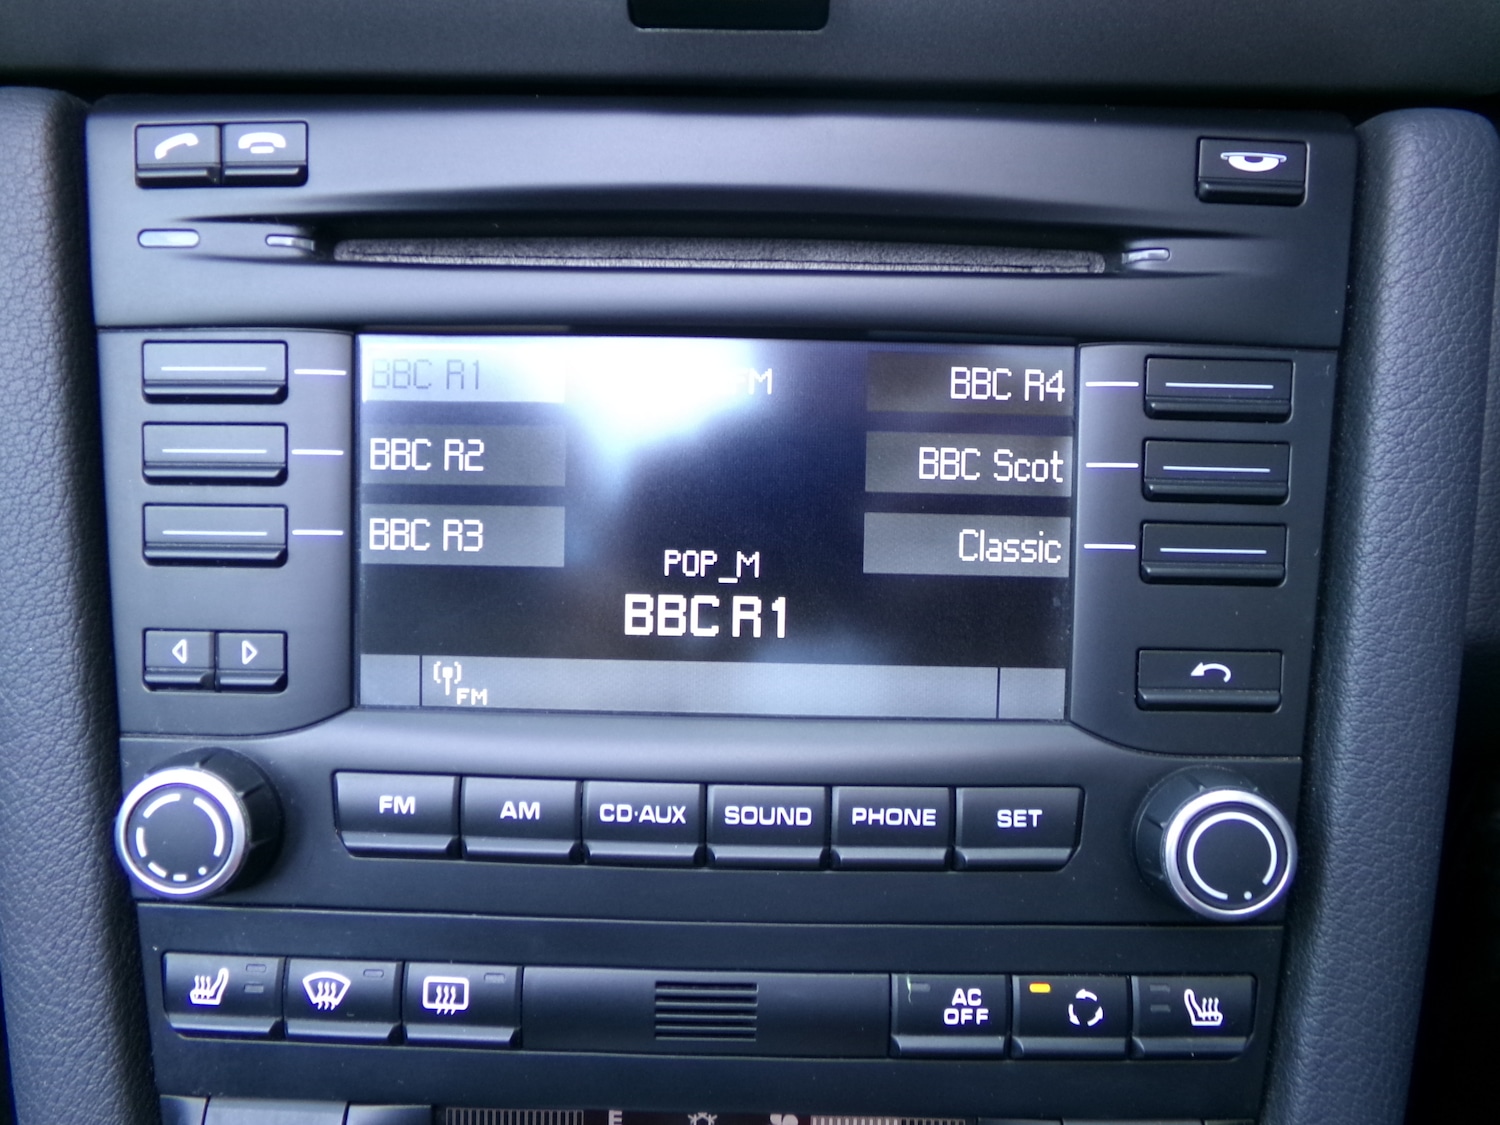 BBC R1
FM
BBC R4
BBC R2
BBC Scot
BBC R3
Classic
POP_M
BBC R1
FM
FM
AM
CD·AUX
SOUND
PHONE
SET
AC
OFF